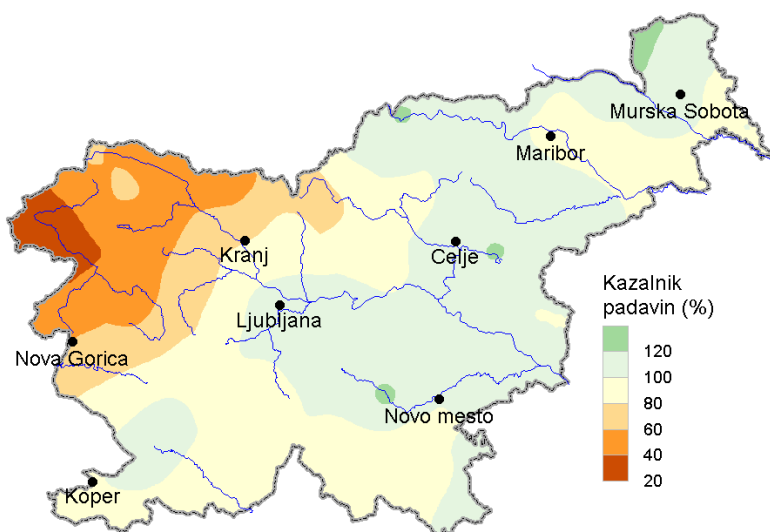 Murska Sobota
Maribor
Kranj
Celje
Ljubljana
Nova Gorica
Novo mesto
Koper
Kazalnik
padavin (%)
120
100
80
60
40
20